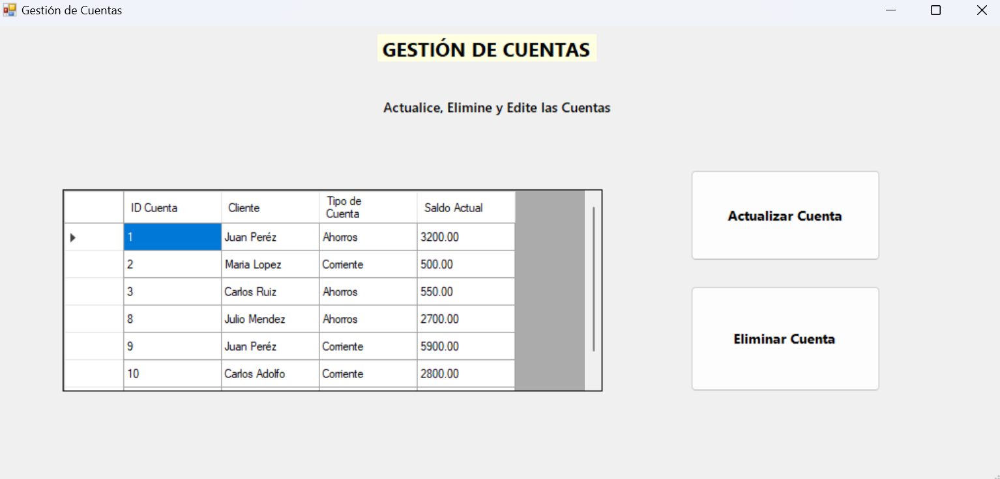 Gestión de Cuentas
GESTIÓN DE CUENTAS
Actualice, Elimine y Edite las Cuentas
ID Cuenta Cliente Tipo de Cuenta Saldo Actual
1 Juan Peréz Ahorros 3200.00
2 Maria Lopez Corriente 500.00
3 Carlos Ruiz Ahorros 550.00
8 Julio Mendez Ahorros 2700.00
9 Juan Peréz Corriente 5900.00
10 Carlos Adolfo Corriente 2800.00
Actualizar Cuenta
Eliminar Cuenta